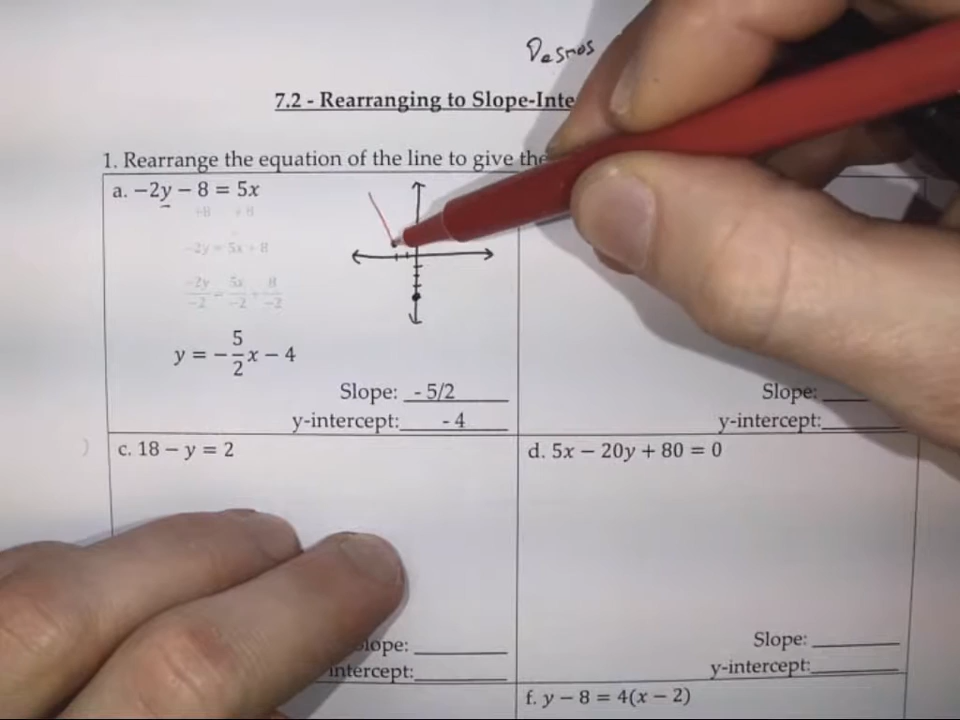 Desmos
7.2 - Rearranging to Slope-Inte
1. Rearrange the equation of the line to give the
a. −2y − 8 = 5x
+8 +8
-2y = 5x + 8
-2y/-2 = 5x/-2 + 8/-2
y = −5/2x − 4
Slope: - 5/2
y-intercept: - 4
Slope:
y-intercept:
c. 18 − y = 2
d. 5x − 20y + 80 = 0
lope:
intercept:
Slope:
y-intercept:
f. y − 8 = 4(x − 2)